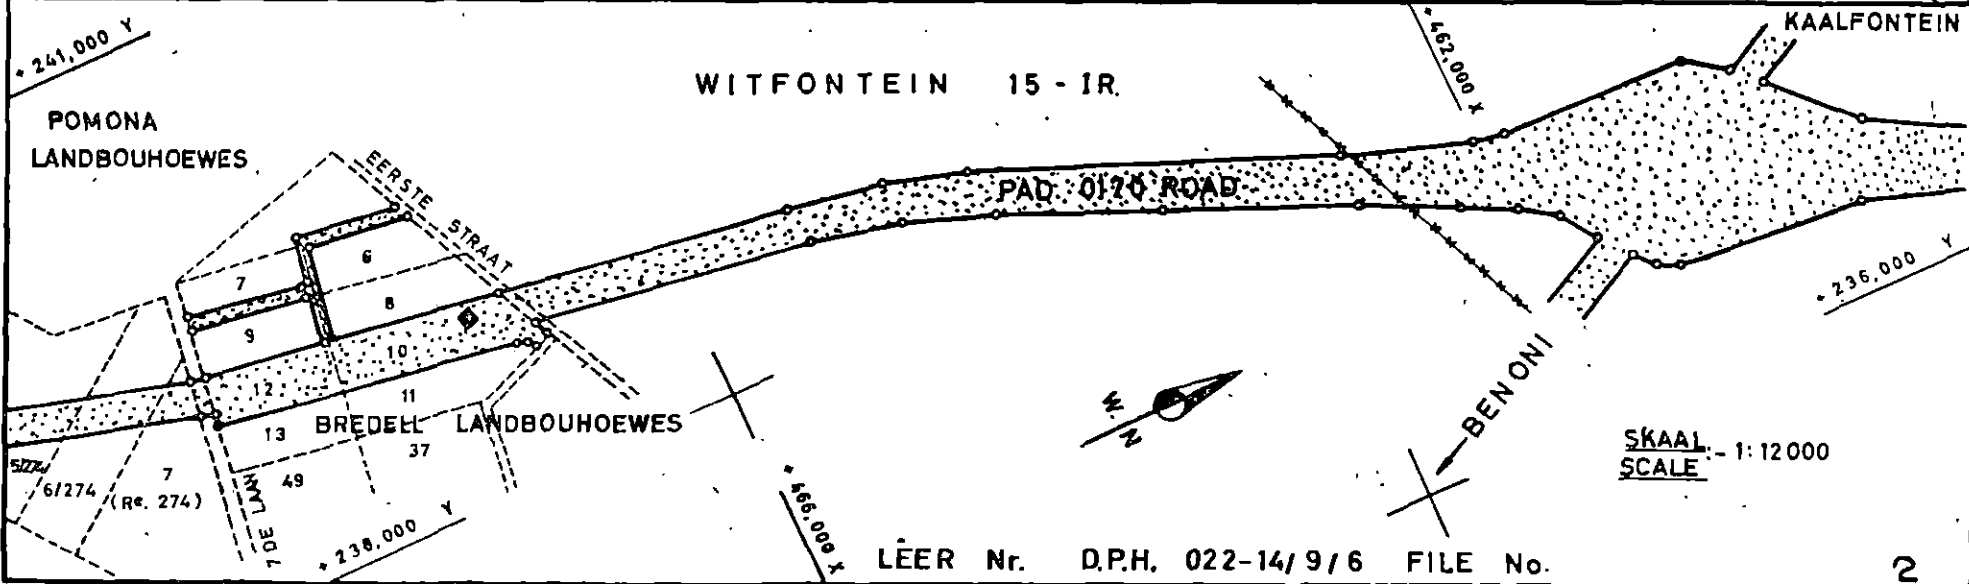 + 241,000 Y
WITFONTEIN 15 - IR.
+ 462,000 X
KAALFONTEIN
POMONA
LANDBOUHOEWES
EERSTE STRAAT
PAD 0170 ROAD
6
7
8
9
10
+ 236,000 Y
12
11
7
BREDELL LANDBOUHOEWES
13
37
49
7
(Re. 274)
6/274
7 DE LAAN
+ 238,000 Y
+ 466,000 X
W.N
BENONI
SKAAL
SCALE :- 1:12000
LÊER Nr. D.P.H. 022-14/9/6 FILE No.
2